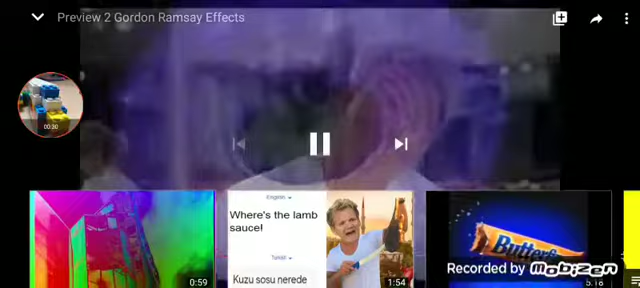 Preview 2 Gordon Ramsay Effects
00:30
0:59
English
Where's the lamb
sauce!
Turkish
Kuzu sosu nerede
1:54
Butterf
Recorded by
mobizen
5:18